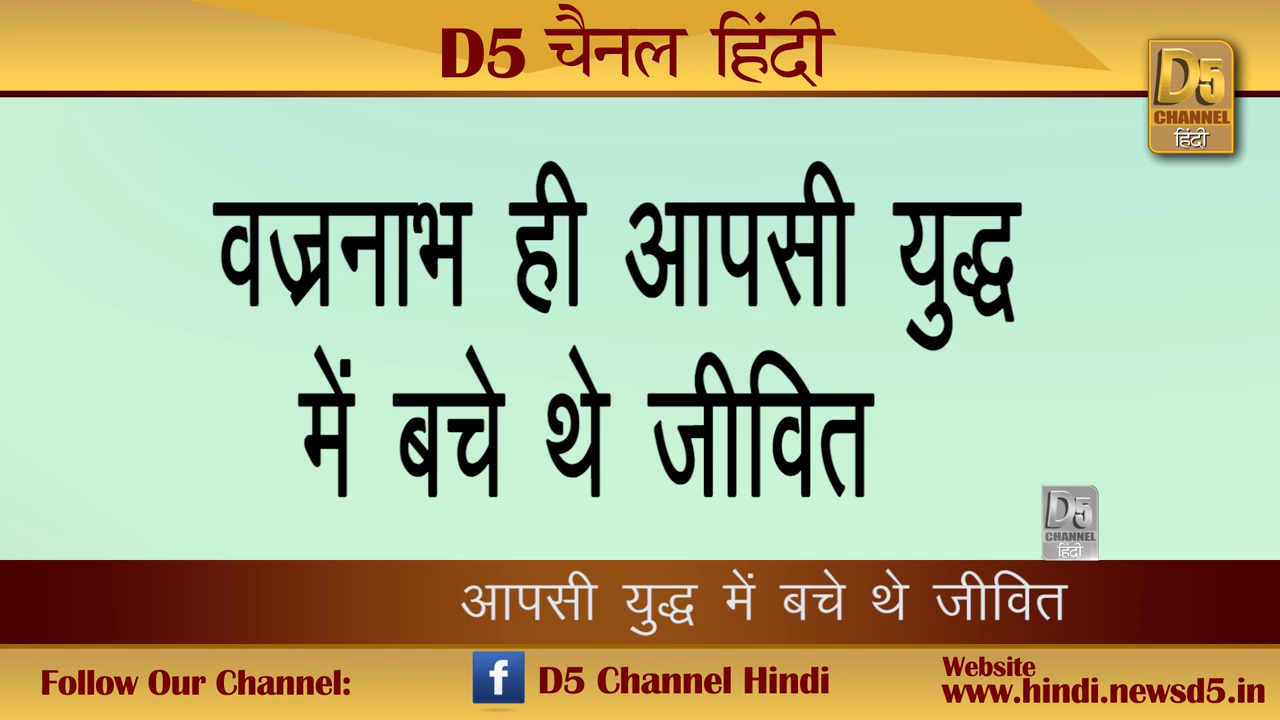 D5 चैनल हिंदी
D5
CHANNEL
हिंदी
वज्रनाभ ही आपसी युद्ध
में बचे थे जीवित
D5
CHANNEL
हिंदी
आपसी युद्ध में बचे थे जीवित
Follow Our Channel:
f D5 Channel Hindi
Website
www.hindi.newsd5.in